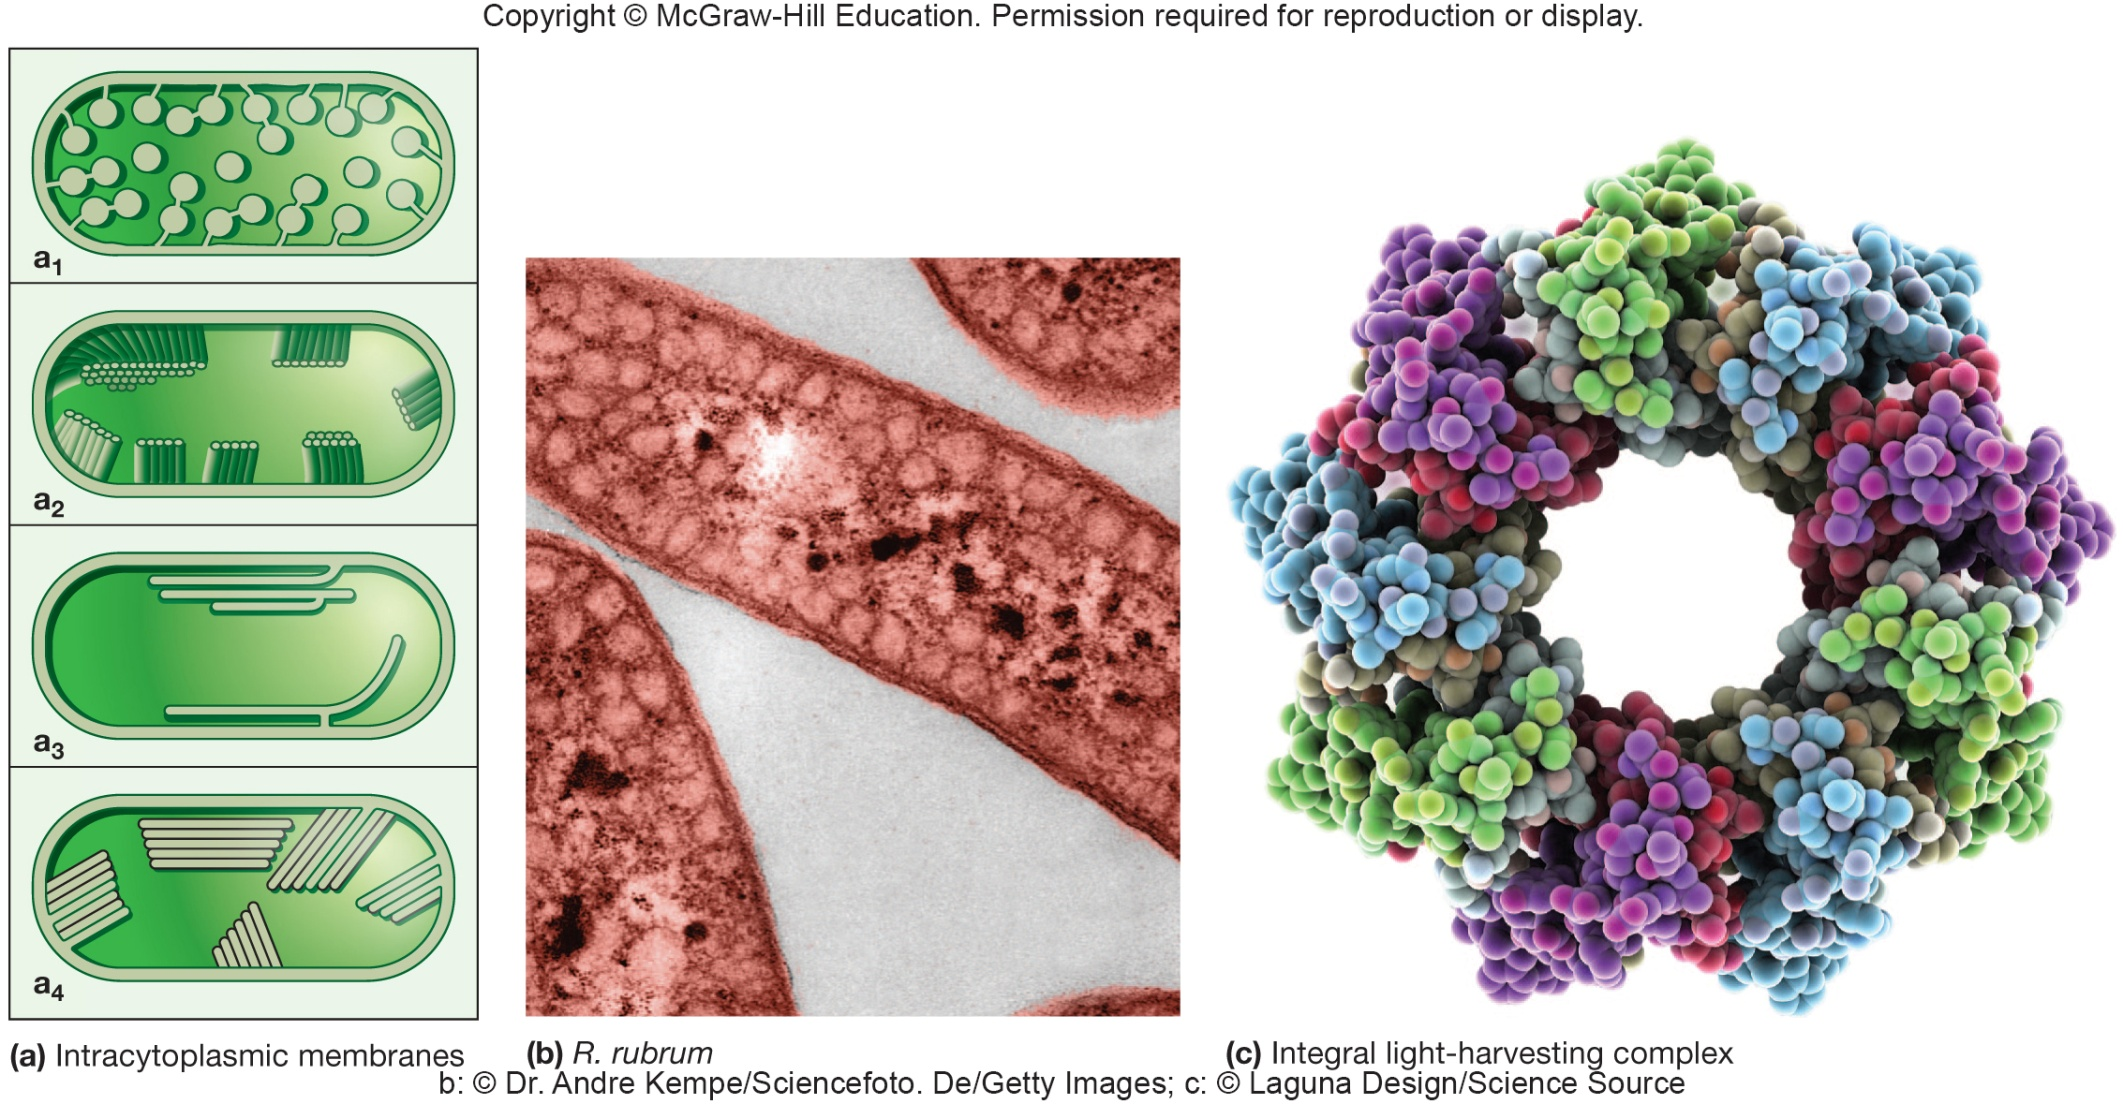 Copyright © McGraw-Hill Education. Permission required for reproduction or display.
a1
a2
a3
a4
(a) Intracytoplasmic membranes
(b) R. rubrum
(c) Integral light-harvesting complex
b: © Dr. Andre Kempe/Sciencefoto. De/Getty Images; c: © Laguna Design/Science Source